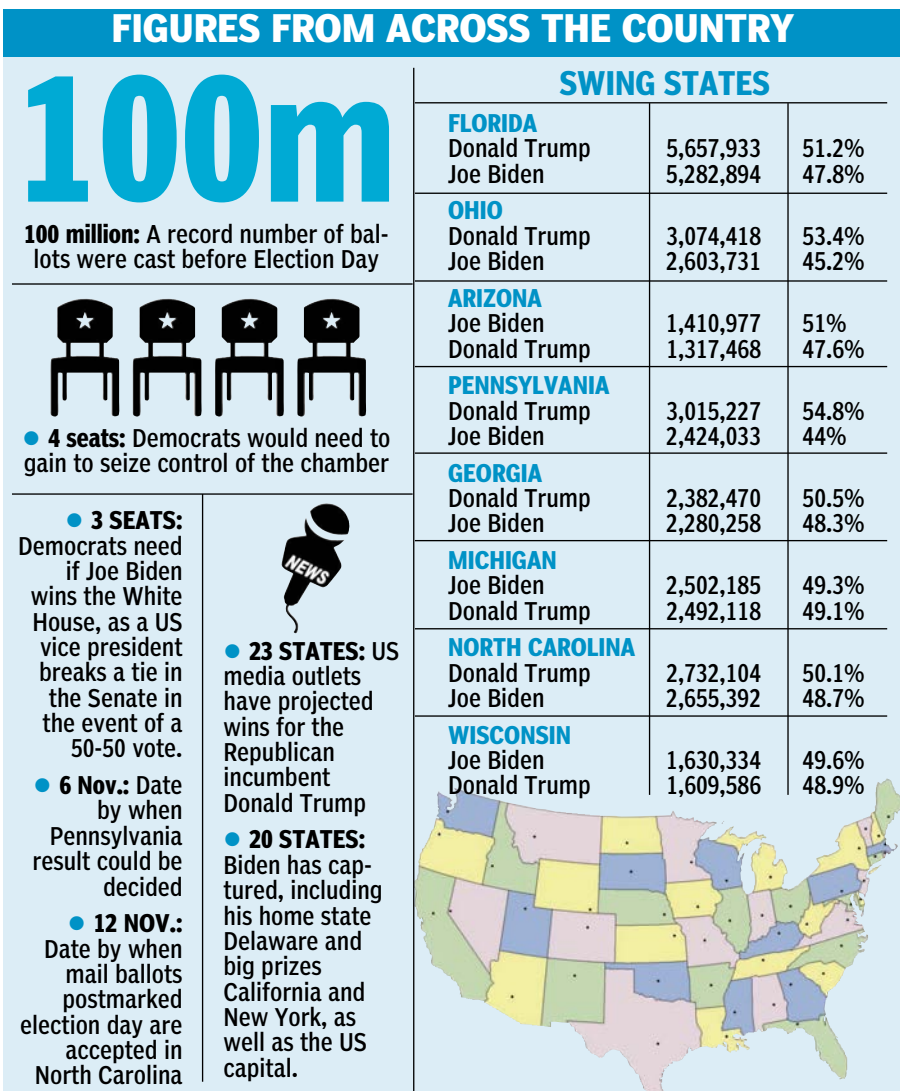 FIGURES FROM ACROSS THE COUNTRY
100m
100 million: A record number of bal-
lots were cast before Election Day
● 4 seats: Democrats would need to
gain to seize control of the chamber
● 3 SEATS:
Democrats need
if Joe Biden
wins the White
House, as a US
vice president
breaks a tie in
the Senate in
the event of a
50-50 vote.
● 6 Nov.: Date
by when
Pennsylvania
result could be
decided
● 12 NOV.:
Date by when
mail ballots
postmarked
election day are
accepted in
North Carolina
NEWS
● 23 STATES: US
media outlets
have projected
wins for the
Republican
incumbent
Donald Trump
● 20 STATES:
Biden has cap-
tured, including
his home state
Delaware and
big prizes
California and
New York, as
well as the US
capital.
SWING STATES
FLORIDA
Donald Trump 5,657,933 51.2%
Joe Biden 5,282,894 47.8%
OHIO
Donald Trump 3,074,418 53.4%
Joe Biden 2,603,731 45.2%
ARIZONA
Joe Biden 1,410,977 51%
Donald Trump 1,317,468 47.6%
PENNSYLVANIA
Donald Trump 3,015,227 54.8%
Joe Biden 2,424,033 44%
GEORGIA
Donald Trump 2,382,470 50.5%
Joe Biden 2,280,258 48.3%
MICHIGAN
Joe Biden 2,502,185 49.3%
Donald Trump 2,492,118 49.1%
NORTH CAROLINA
Donald Trump 2,732,104 50.1%
Joe Biden 2,655,392 48.7%
WISCONSIN
Joe Biden 1,630,334 49.6%
Donald Trump 1,609,586 48.9%